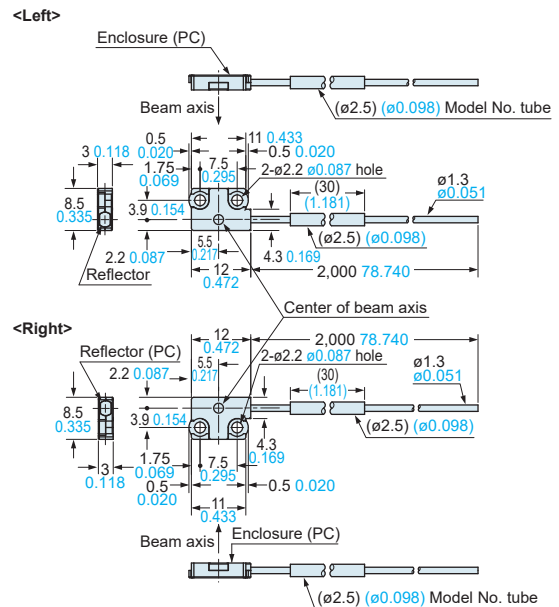 <Left>
Enclosure (PC)
(ø2.5) (ø0.098) Model No. tube
Beam axis
3 0.118
0.5
0.020
11 0.433
0.5 0.020
1.75
0.069
7.5
0.295
2-ø2.2 ø0.087 hole
(30)
(1.181)
ø1.3
ø0.051
8.5
0.335
3.9 0.154
2.2 0.087
5.5
0.217
4.3 0.169
(ø2.5) (ø0.098)
Reflector
12
0.472
2,000 78.740
Center of beam axis
<Right>
12
0.472
2,000 78.740
Reflector (PC)
2-ø2.2 ø0.087 hole
2.2 0.087
5.5
0.217
(30)
(1.181)
ø1.3
ø0.051
8.5
0.335
3.9 0.154
(ø2.5) (ø0.098)
4.3
0.169
3
0.118
1.75
0.069
7.5
0.295
0.5
0.020
0.5 0.020
11
0.433
Beam axis
Enclosure (PC)
(ø2.5) (ø0.098) Model No. tube